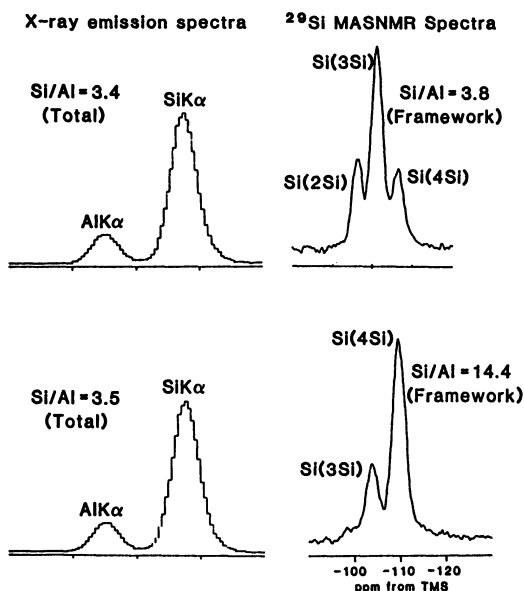 X-ray emission spectra
²⁹Si MASNMR Spectra
Si/Al=3.4
(Total)
SiKα
AlKα
Si(3Si)
Si/Al=3.8
(Framework)
Si(2Si)
Si(4Si)
Si/Al=3.5
(Total)
SiKα
AlKα
Si(4Si)
Si/Al=14.4
(Framework)
Si(3Si)
-100 -110 -120
ppm from TMS